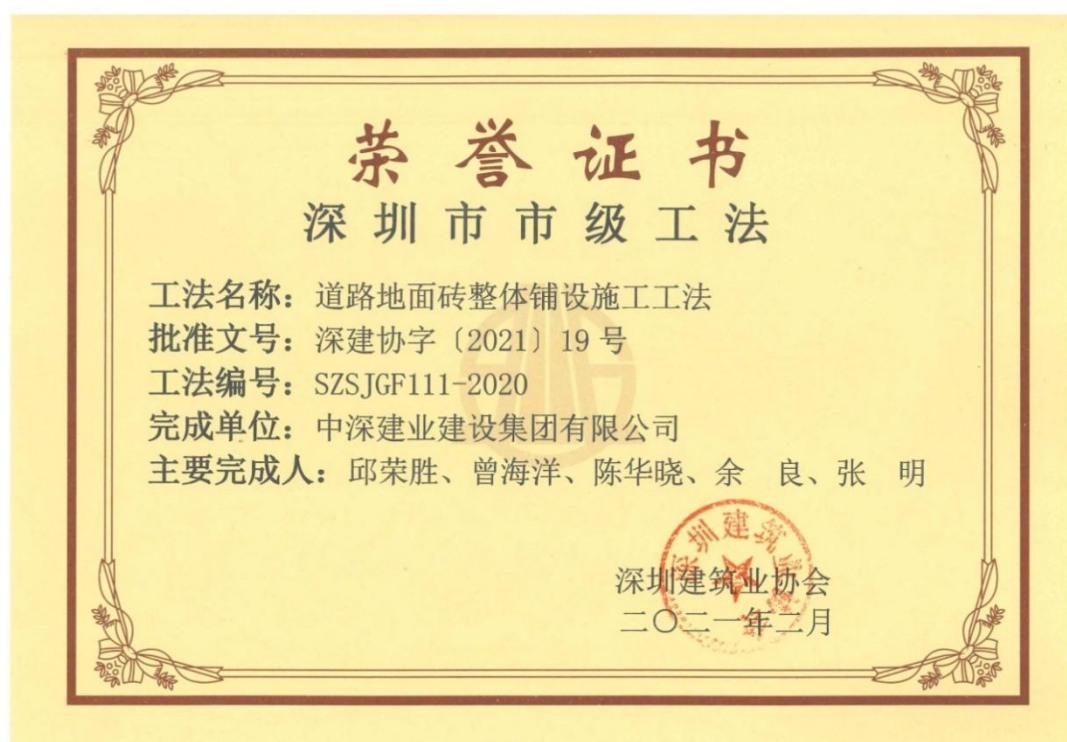 荣誉证书
深圳市市级工法
工法名称：道路地面砖整体铺设施工工法
批准文号：深建协字〔2021〕19 号
工法编号：SZSJGF111-2020
完成单位：中深建业建设集团有限公司
主要完成人：邱荣胜、曾海洋、陈华晓、余　良、张　明
深圳建筑业协会
二〇二一年二月